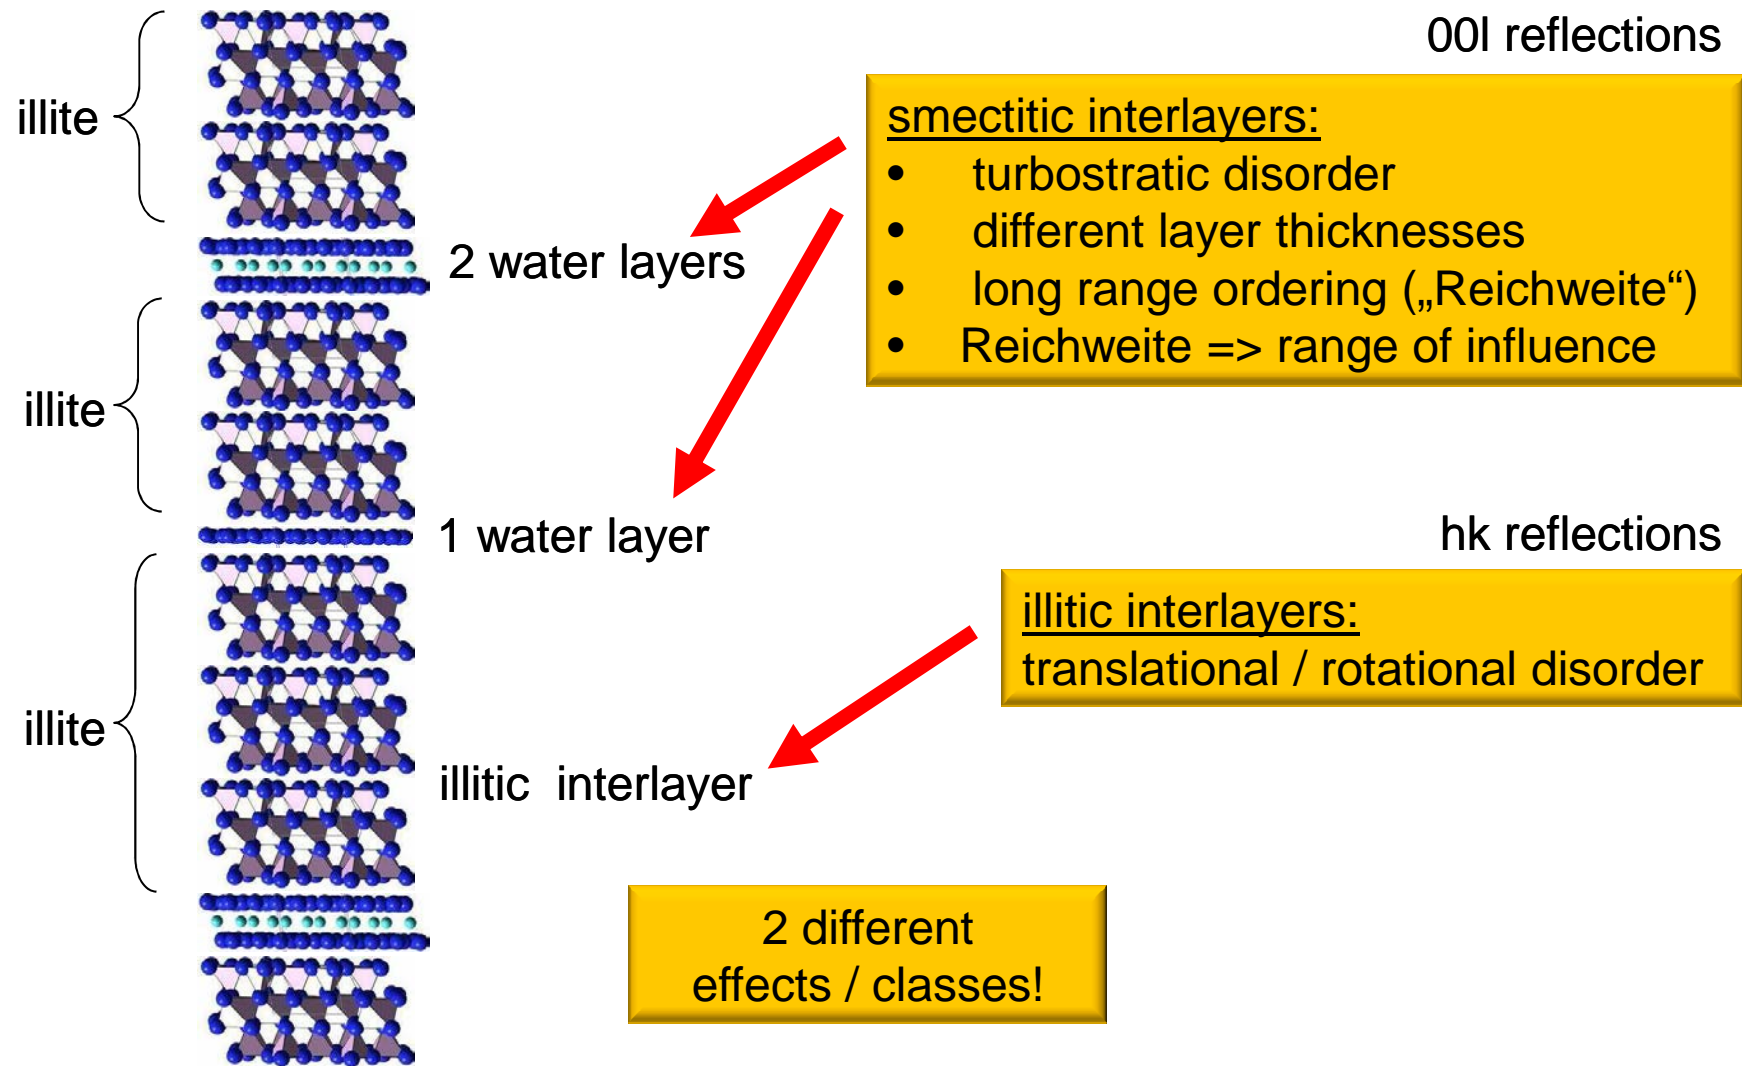 illite
illite
illite
2 water layers
1 water layer
illitic interlayer
00l reflections
smectitic interlayers:
• turbostratic disorder
• different layer thicknesses
• long range ordering („Reichweite“)
• Reichweite => range of influence
hk reflections
illitic interlayers:
translational / rotational disorder
2 different
effects / classes!